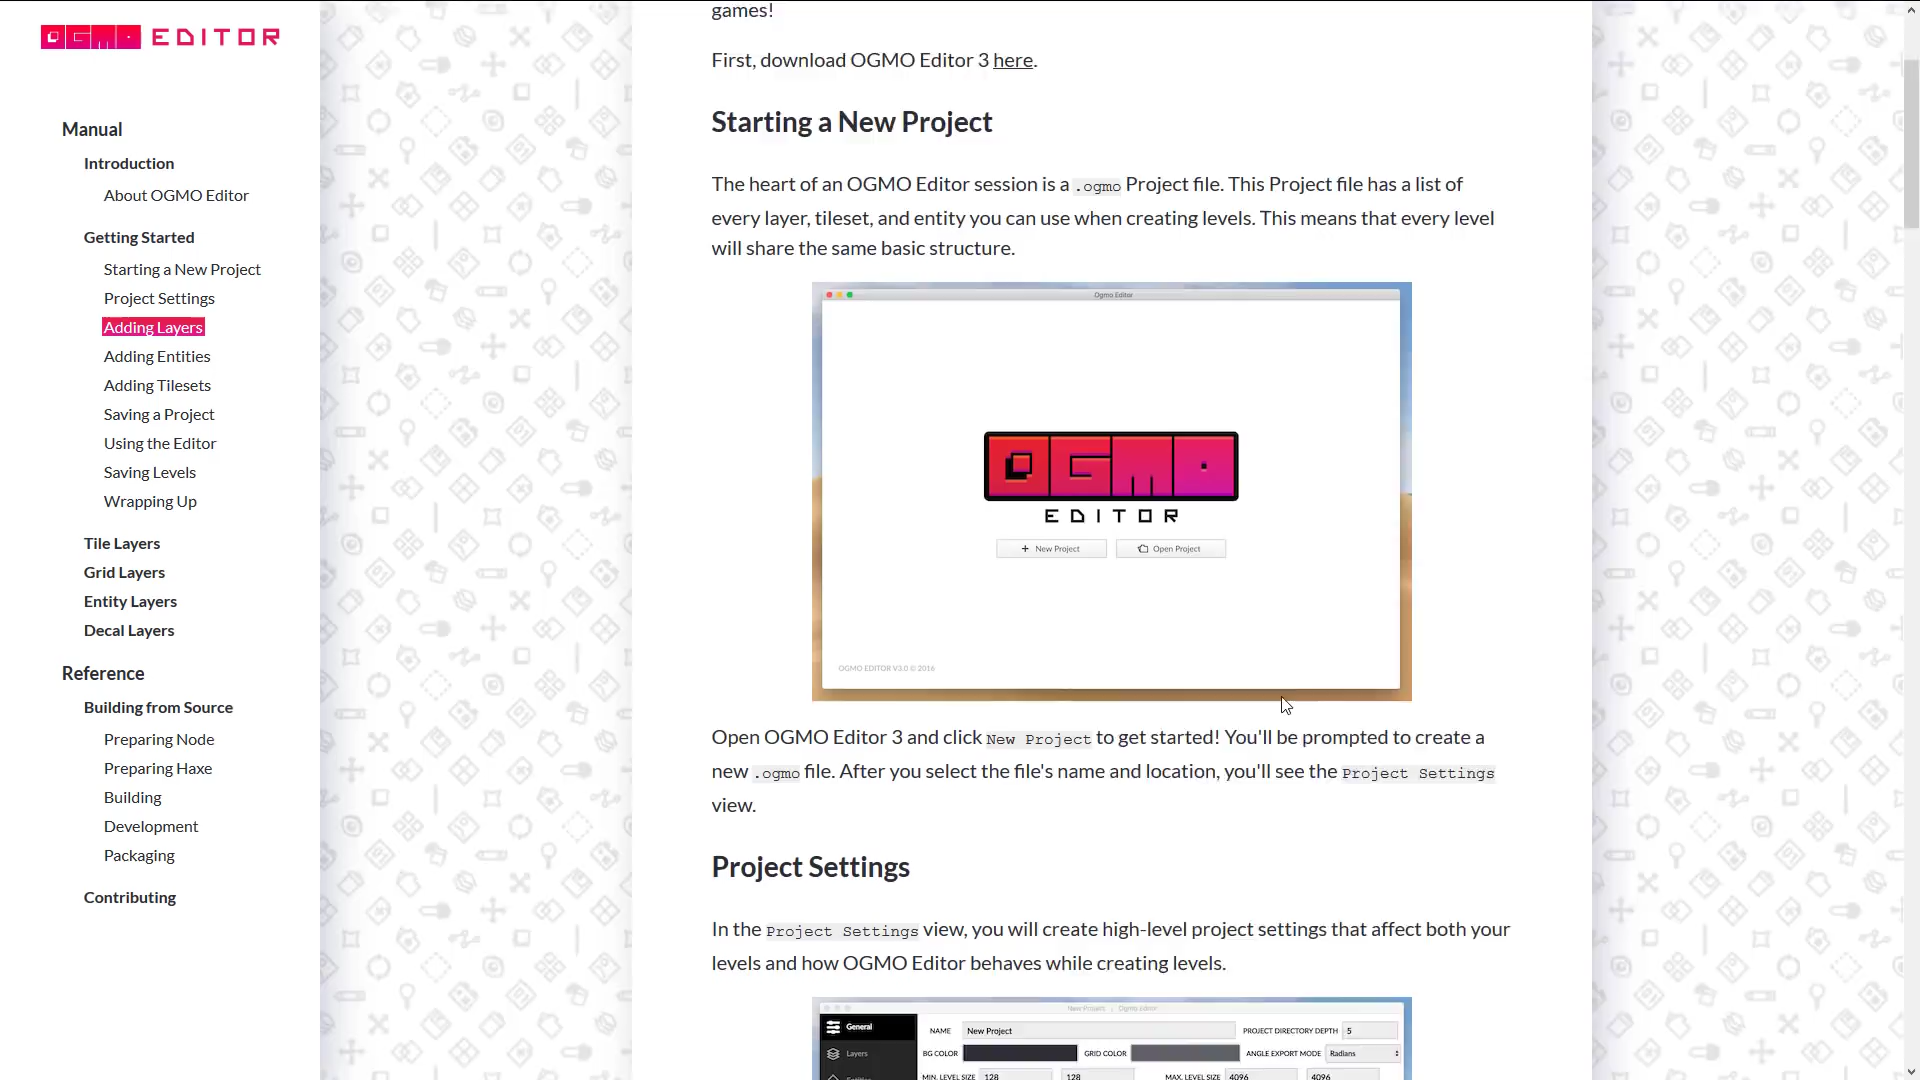 OGMO EDITOR
Manual
Introduction
About OGMO Editor
Getting Started
Starting a New Project
Project Settings
Adding Layers
Adding Entities
Adding Tilesets
Saving a Project
Using the Editor
Saving Levels
Wrapping Up
Tile Layers
Grid Layers
Entity Layers
Decal Layers
Reference
Building from Source
Preparing Node
Preparing Haxe
Building
Development
Packaging
Contributing
games!
First, download OGMO Editor 3 here.
Starting a New Project
The heart of an OGMO Editor session is a .ogmo Project file. This Project file has a list of
every layer, tileset, and entity you can use when creating levels. This means that every level
will share the same basic structure.
Ogmo Editor
OGMO
EDITOR
+ New Project Open Project
OGMO EDITOR V3.0 © 2016
Open OGMO Editor 3 and click New Project to get started! You'll be prompted to create a
new .ogmo file. After you select the file's name and location, you'll see the Project Settings
view.
Project Settings
In the Project Settings view, you will create high-level project settings that affect both your
levels and how OGMO Editor behaves while creating levels.
New Project | Ogmo Editor
General NAME New Project PROJECT DIRECTORY DEPTH 5
Layers BG COLOR GRID COLOR ANGLE EXPORT MODE Radians
MIN. LEVEL SIZE 128 128 MAX. LEVEL SIZE 4096 4096